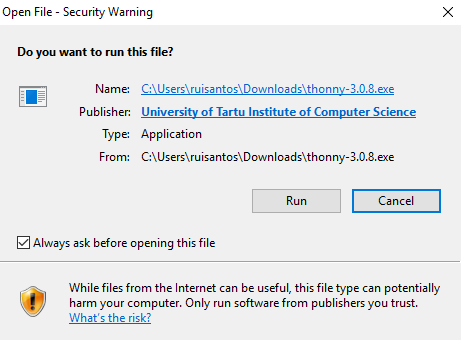 Open File - Security Warning
Do you want to run this file?
Name: C:\Users\ruisantos\Downloads\thonny-3.0.8.exe
Publisher: University of Tartu Institute of Computer Science
Type: Application
From: C:\Users\ruisantos\Downloads\thonny-3.0.8.exe
Run Cancel
Always ask before opening this file
While files from the Internet can be useful, this file type can potentially
harm your computer. Only run software from publishers you trust.
What's the risk?